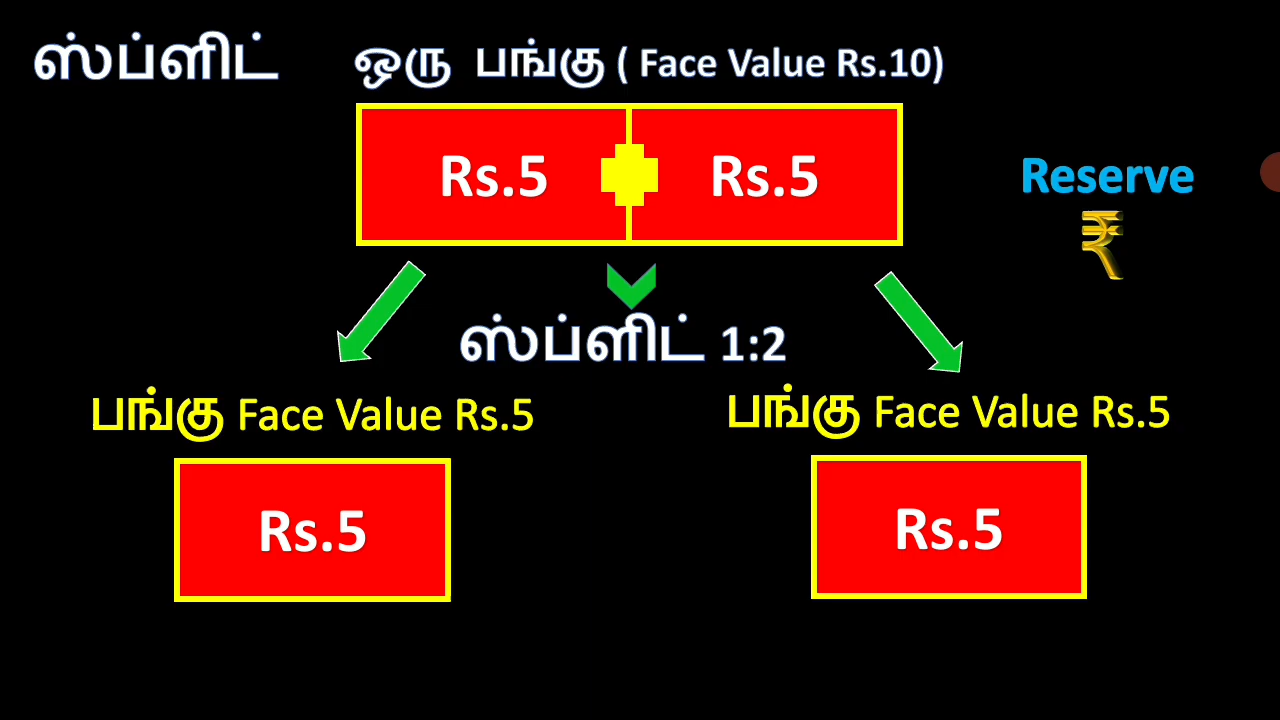 ஸ்ப்ளிட்
ஒரு பங்கு ( Face Value Rs.10)
Rs.5 Rs.5
Reserve
₹
ஸ்ப்ளிட் 1:2
பங்கு Face Value Rs.5
பங்கு Face Value Rs.5
Rs.5
Rs.5